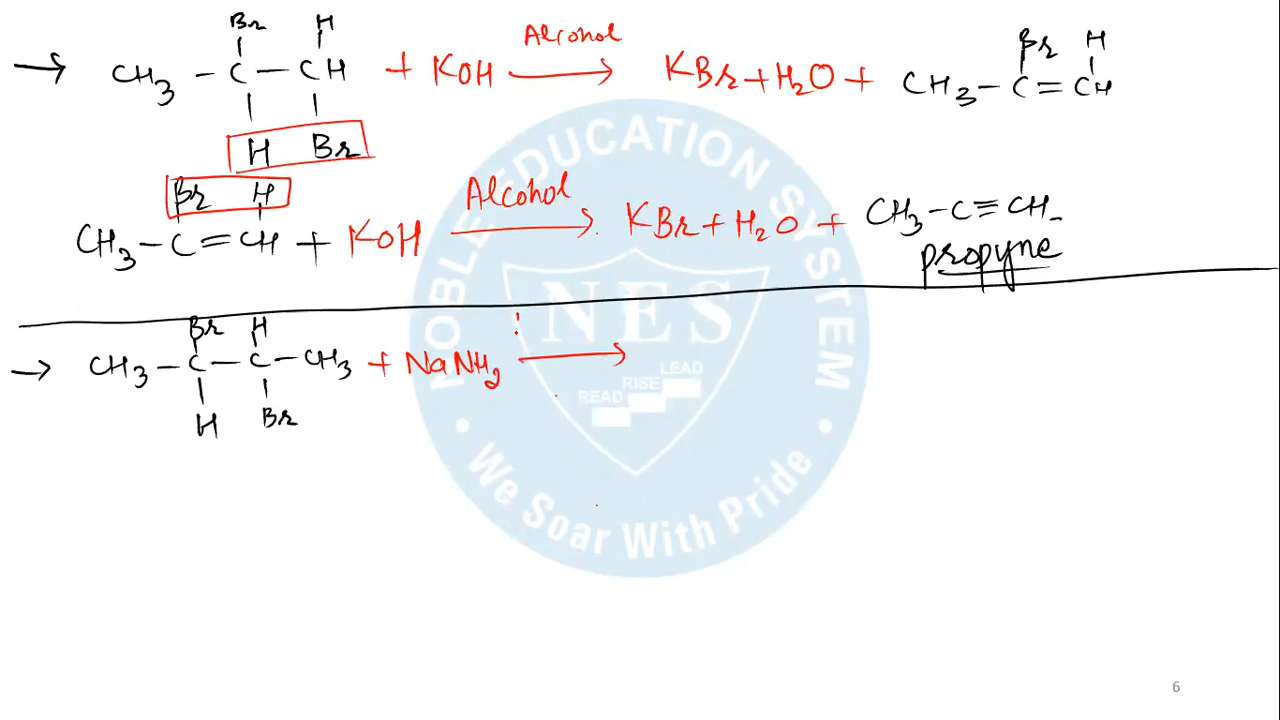 Br H
→ CH3 – C – CH + KOH Alcohol → KBr + H2O + CH3 – C = CH
Br H
H Br
Br H
CH3 – C = CH + KOH Alcohol → KBr + H2O + CH3 – C ≡ CH
propyne
Br H
→ CH3 – C – C – CH3 + NaNH2 →
H Br
NOBLE EDUCATION SYSTEM
NES
READ RISE LEAD
We Soar With Pride
6